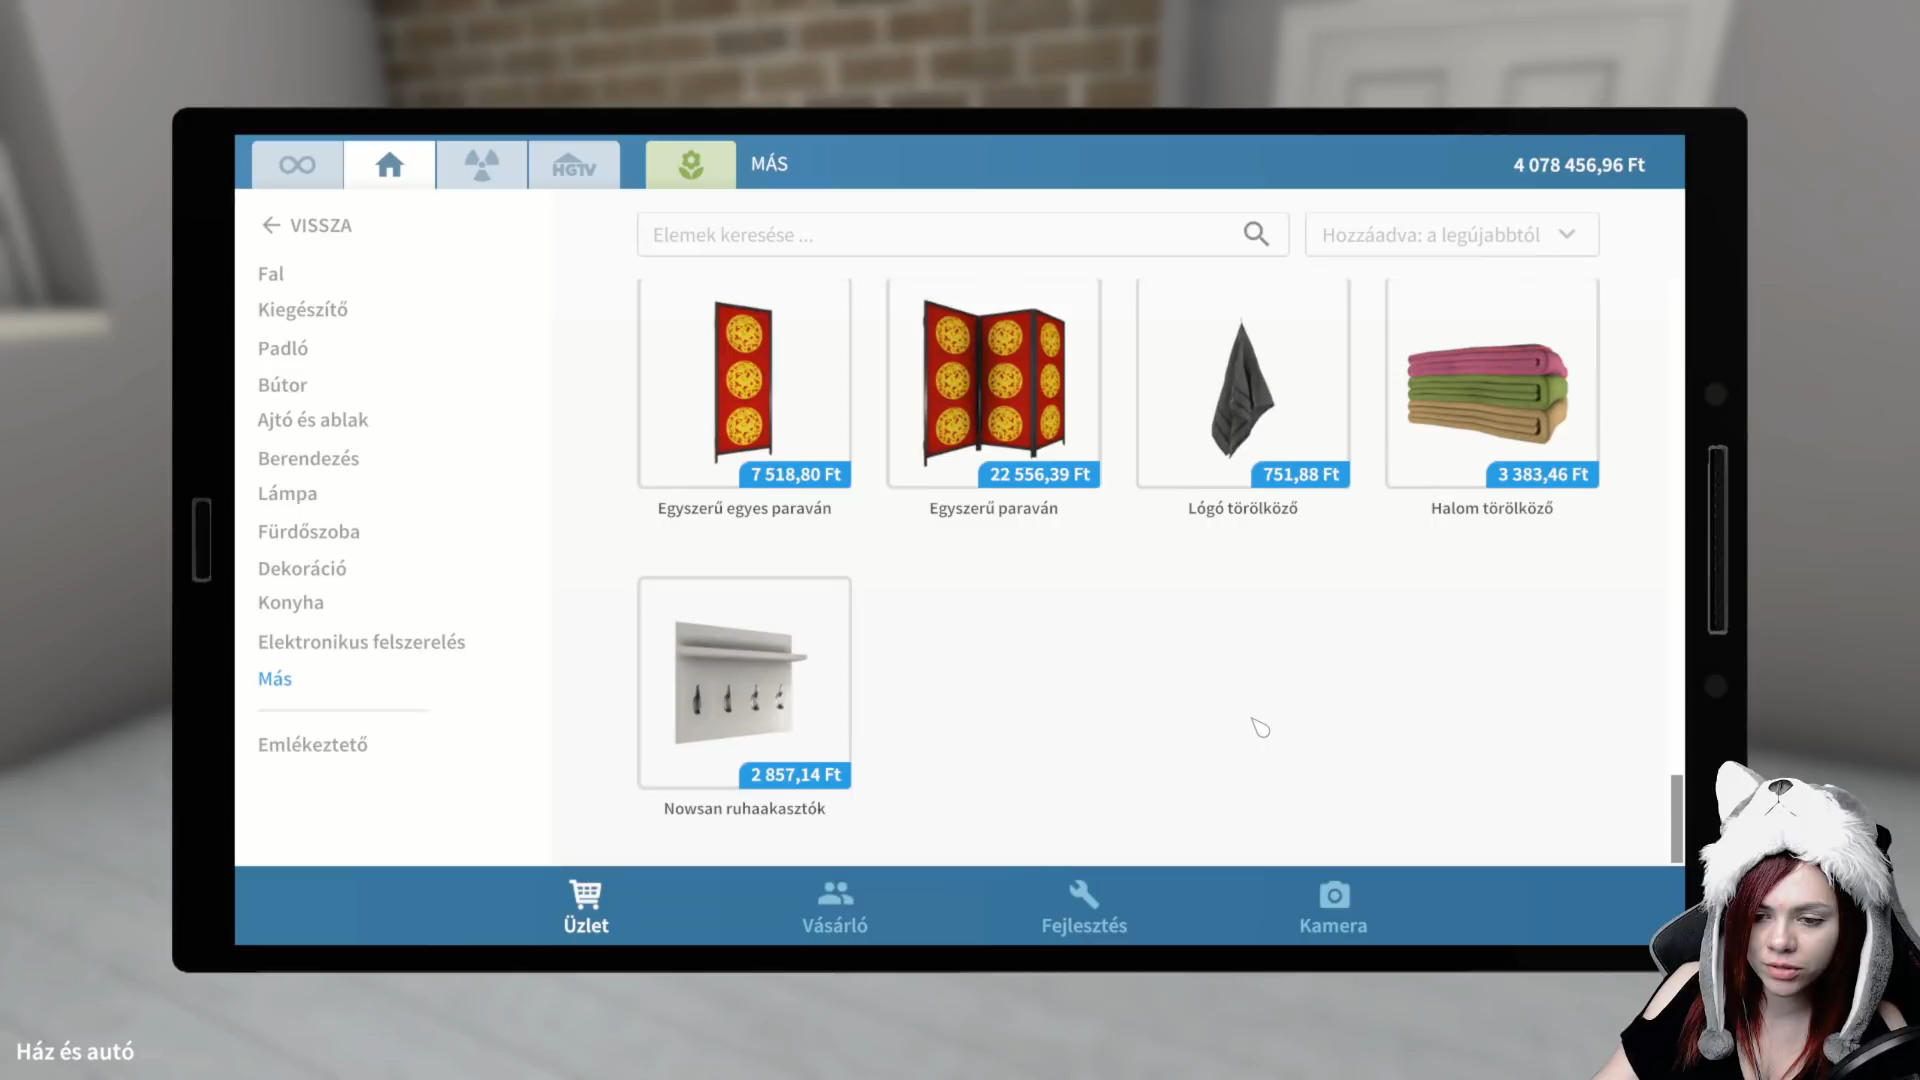 HGTV
MÁS
4 078 456,96 Ft
VISSZA
Elemek keresése ...
Hozzáadva: a legújabbtól
Fal
Kiegészítő
Padló
Bútor
Ajtó és ablak
Berendezés
Lámpa
Fürdőszoba
Dekoráció
Konyha
Elektronikus felszerelés
Más
Emlékeztető
7 518,80 Ft
22 556,39 Ft
751,88 Ft
3 383,46 Ft
Egyszerű egyes paraván
Egyszerű paraván
Lógó törölköző
Halom törölköző
2 857,14 Ft
Nowsan ruhaakasztók
Üzlet
Vásárló
Fejlesztés
Kamera
Ház és autó